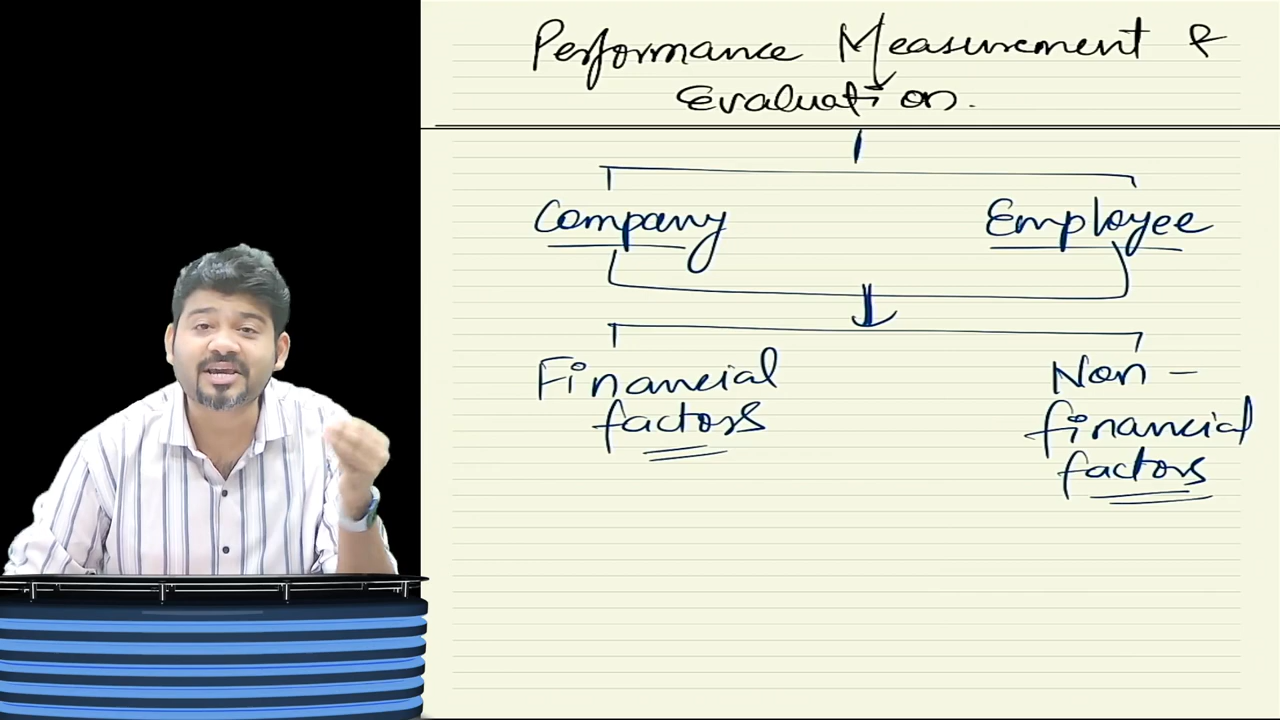 Performance Measurement &
Evaluation.
Company Employee
Financial Non-
factors financial
factors